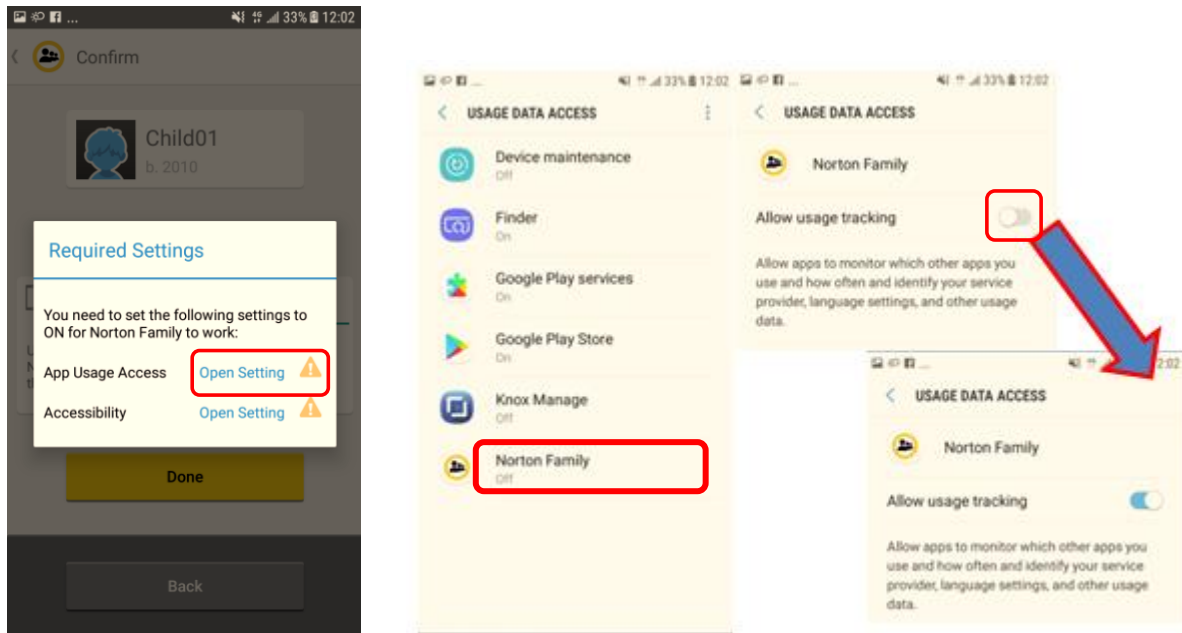 ... 4G 33% 12:02
Confirm
Child01
b. 2010
Required Settings
You need to set the following settings to
ON for Norton Family to work:
App Usage Access Open Setting
Accessibility Open Setting
Done
Back
... 33% 12:02
USAGE DATA ACCESS
Device maintenance
Off
Finder
On
Google Play services
On
Google Play Store
On
Knox Manage
Off
Norton Family
Off
... 33% 12:02
USAGE DATA ACCESS
Norton Family
Allow usage tracking
Allow apps to monitor which other apps you
use and how often and identify your service
provider, language settings, and other usage
data.
2:02
USAGE DATA ACCESS
Norton Family
Allow usage tracking
Allow apps to monitor which other apps you
use and how often and identify your service
provider, language settings, and other usage
data.